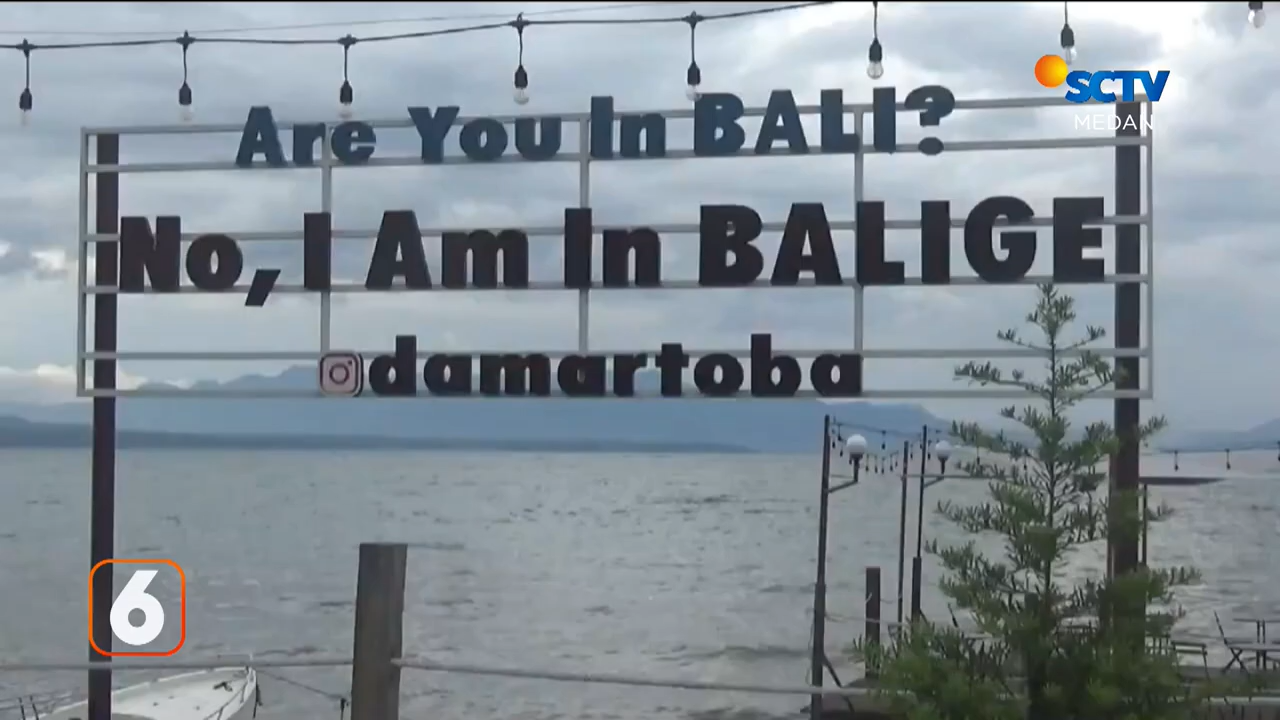 SCTV
MEDAN
Are You In BALI?
No, I Am In BALIGE
damartoba
6